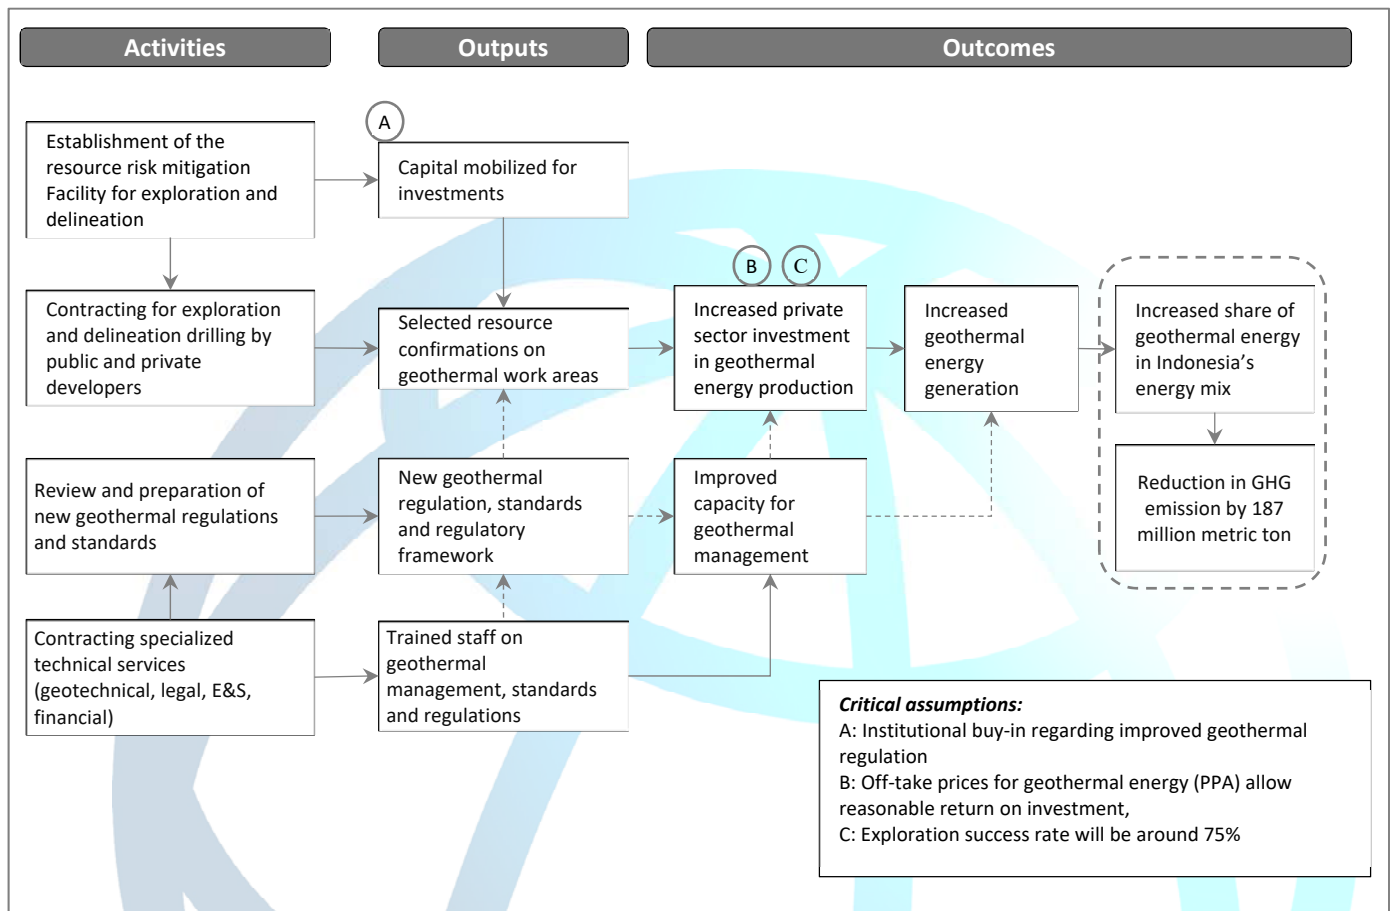 Activities
Outputs
Outcomes
Establishment of the
resource risk mitigation
Facility for exploration and
delineation
A
Capital mobilized for
investments
Contracting for exploration
and delineation drilling by
public and private
developers
Selected resource
confirmations on
geothermal work areas
B
C
Increased private
sector investment
in geothermal
energy production
Increased
geothermal
energy
generation
Increased share of
geothermal energy
in Indonesia's
energy mix
Review and preparation of
new geothermal regulations
and standards
New geothermal
regulation, standards
and regulatory
framework
Improved
capacity for
geothermal
management
Reduction in GHG
emission by 187
million metric ton
Contracting specialized
technical services
(geotechnical, legal, E&S,
financial)
Trained staff on
geothermal
management, standards
and regulations
Critical assumptions:
A: Institutional buy-in regarding improved geothermal
regulation
B: Off-take prices for geothermal energy (PPA) allow
reasonable return on investment,
C: Exploration success rate will be around 75%